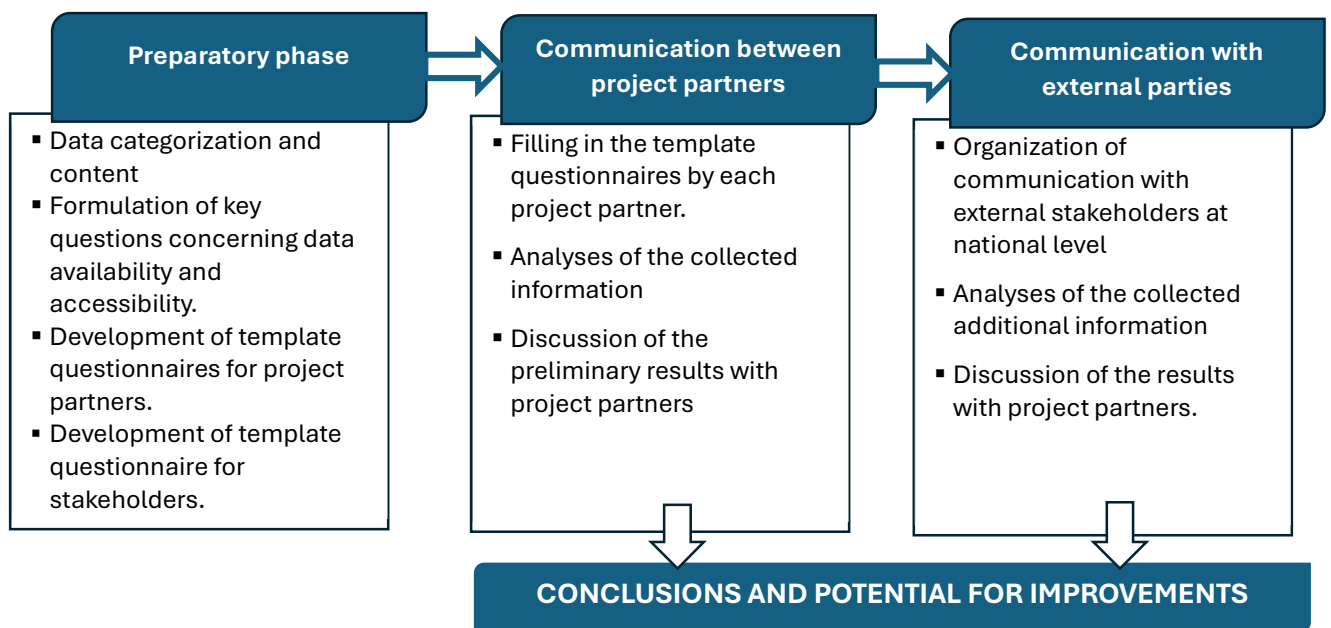 Preparatory phase
▪ Data categorization and
content
▪ Formulation of key
questions concerning data
availability and
accessibility.
▪ Development of template
questionnaires for project
partners.
▪ Development of template
questionnaire for
stakeholders.
Communication between
project partners
▪ Filling in the template
questionnaires by each
project partner.
▪ Analyses of the collected
information
▪ Discussion of the
preliminary results with
project partners
Communication with
external parties
▪ Organization of
communication with
external stakeholders at
national level
▪ Analyses of the collected
additional information
▪ Discussion of the results
with project partners.
CONCLUSIONS AND POTENTIAL FOR IMPROVEMENTS